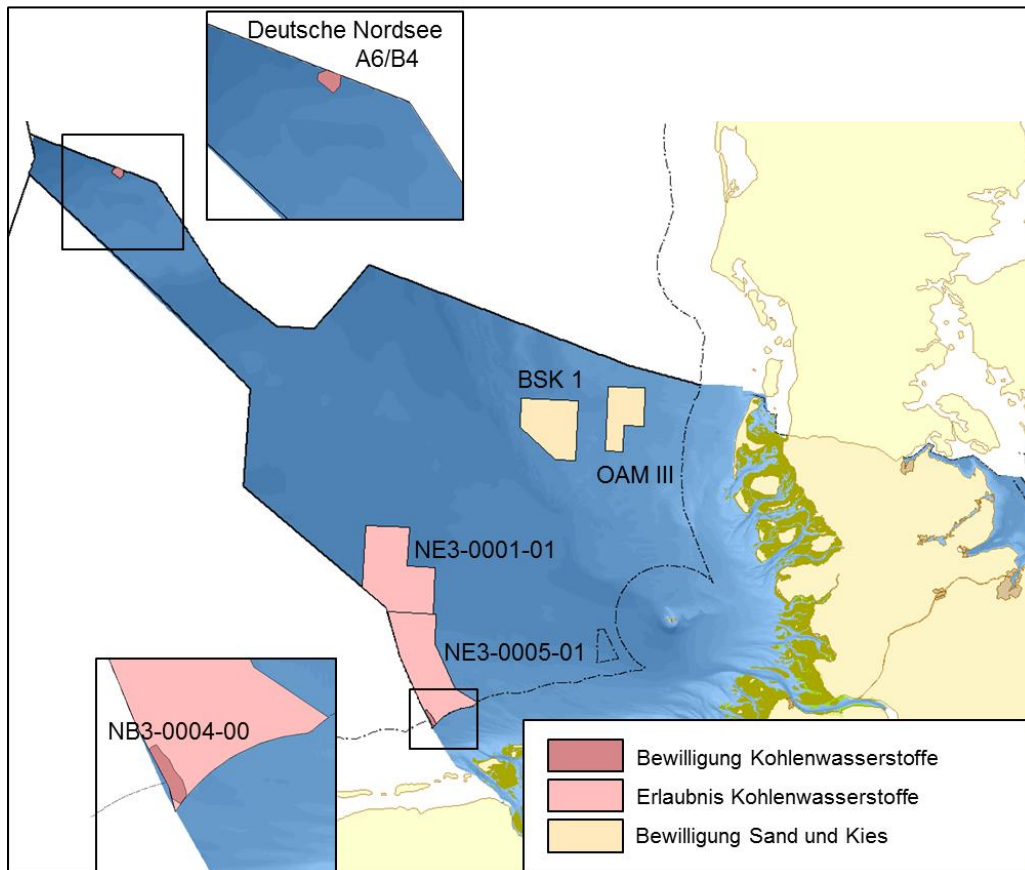 Deutsche Nordsee
A6/B4
BSK 1
OAM III
NE3-0001-01
NE3-0005-01
NB3-0004-00
Bewilligung Kohlenwasserstoffe
Erlaubnis Kohlenwasserstoffe
Bewilligung Sand und Kies